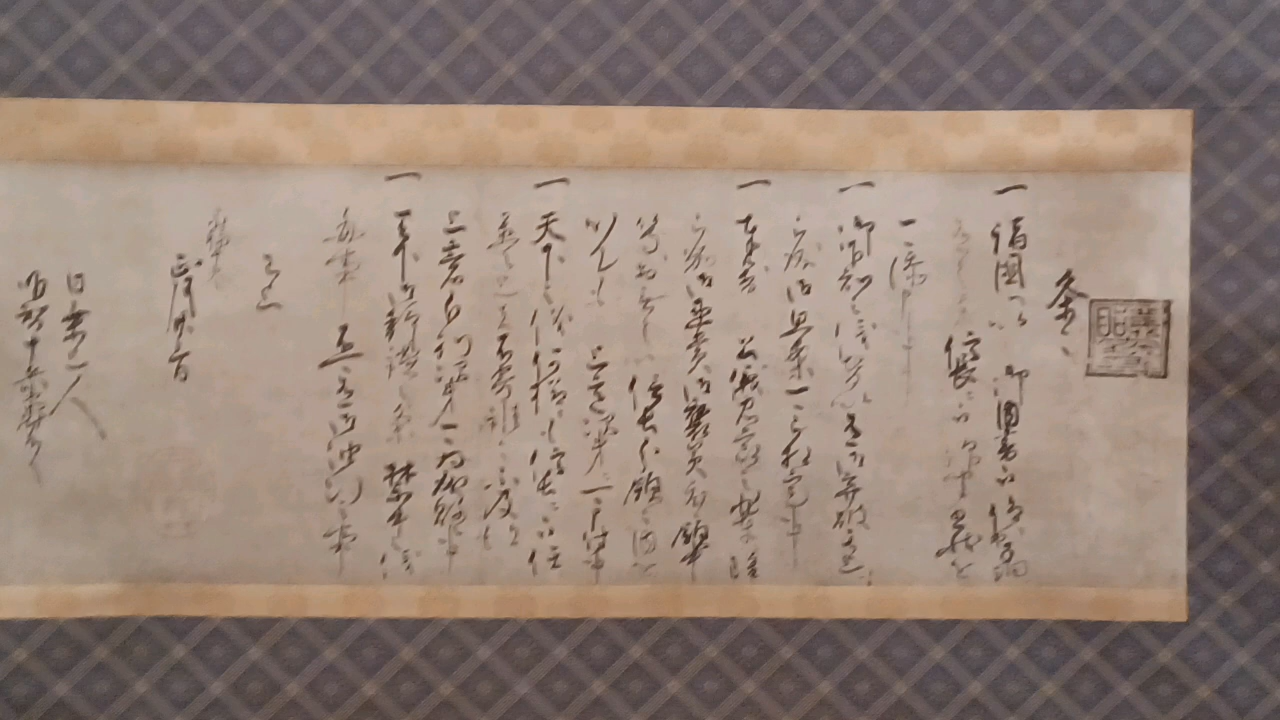 義昭寶
条々
一 諸国へ以 御内書被仰出子細
有之者信長ニ被仰聞書状を
可添申事
一 御下知之儀皆以有御棄破其上
被成御思案可被相定事
一 奉対 公儀忠節之輩ニ雖
被加御恩賞御褒美度候領中
等於無之ハ信長分領之内を
以ても 上意次第ニ可申付事
一 天下之儀何様ニも信長ニ被任
置之上者不寄誰々不及得
上意分別次第可為成敗事
一 天下御静謐之条禁中之儀
毎事不可有御油断之事
已上
永禄十参
正月廿三日
日乗上人
明智十兵衛尉殿